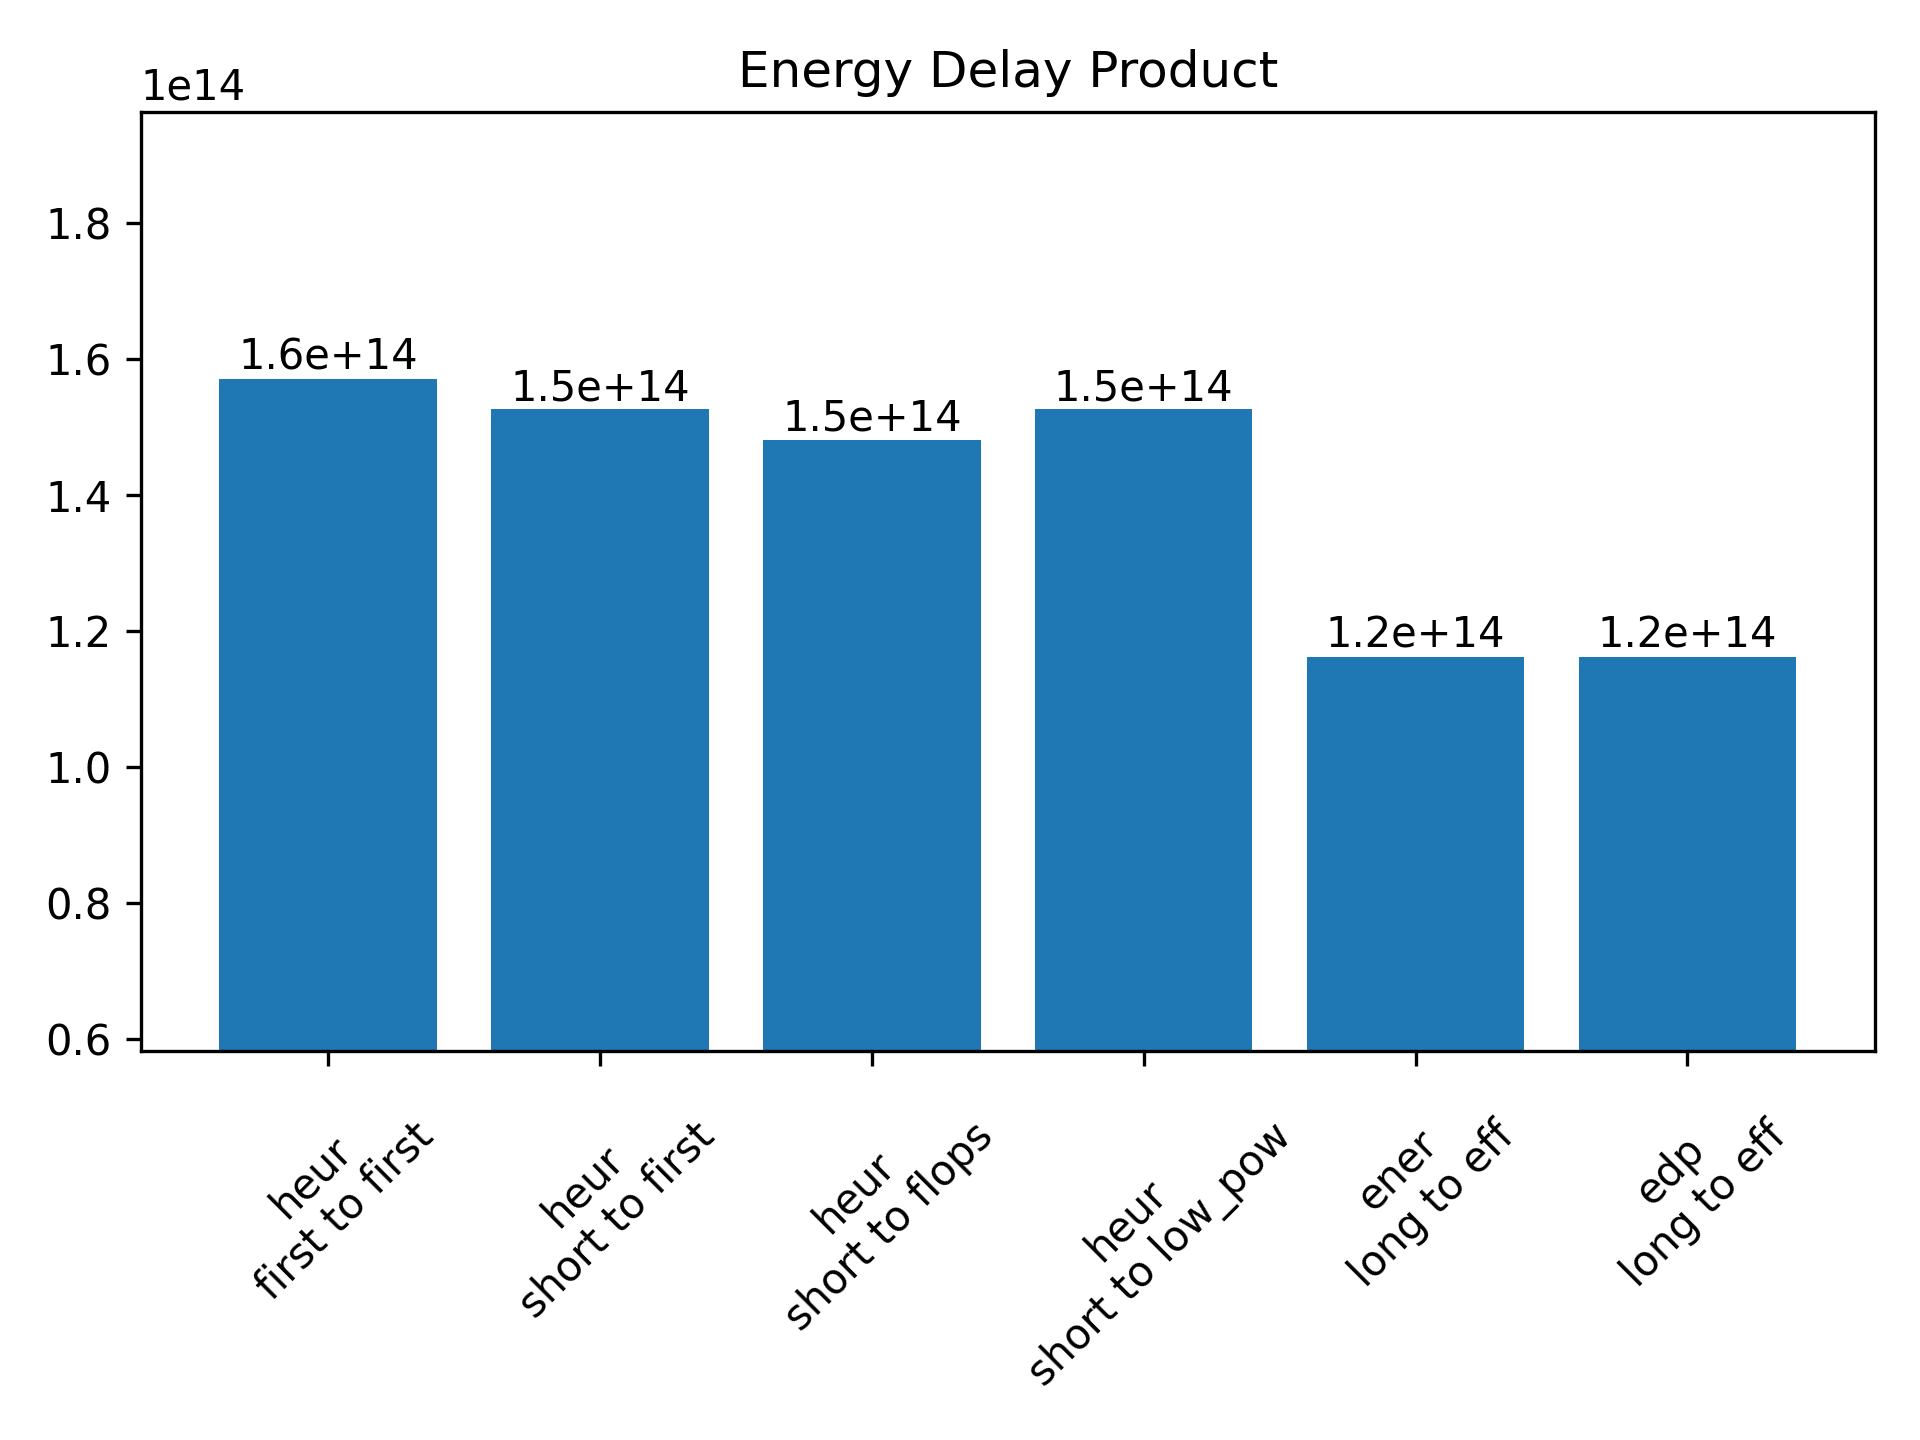 Energy Delay Product
1e14
1.8
1.6
1.4
1.2
1.0
0.8
0.6
1.6e+14
1.5e+14
1.5e+14
1.5e+14
1.2e+14
1.2e+14
heur
first to first
heur
short to first
heur
short to flops
heur
short to low_pow
ener
long to eff
edp
long to eff